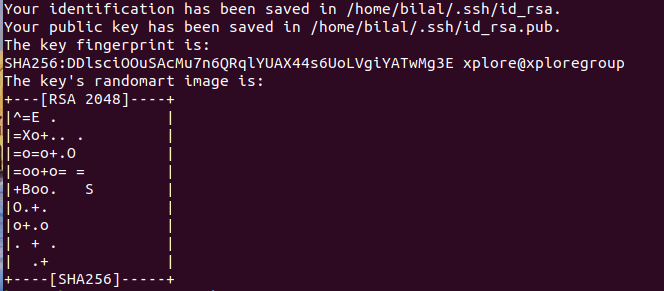 Your identification has been saved in /home/bilal/.ssh/id_rsa.
Your public key has been saved in /home/bilal/.ssh/id_rsa.pub.
The key fingerprint is:
SHA256:DDlsciOOuSAcMu7n6QRqlYUAX44s6UoLVgiYATwMg3E xplore@xploregroup
The key's randomart image is:
+---[RSA 2048]----+
|^=E .            |
|=Xo+.. .         |
|=o=o+.O          |
|=oo+o= =         |
|+Boo.   S        |
|O.+.             |
|o+.o             |
|. + .            |
|  .+             |
+----[SHA256]-----+